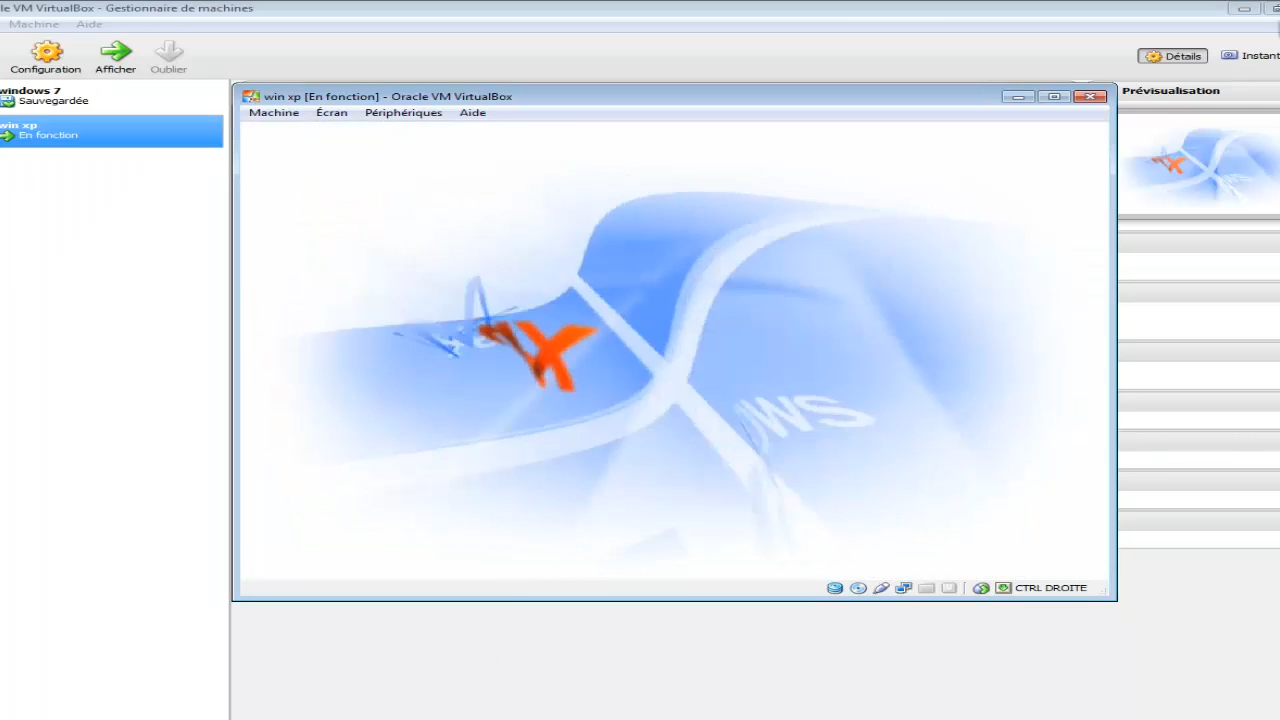 le VM VirtualBox - Gestionnaire de machines
Machine Aide
Configuration Afficher Oublier
Détails Instant
windows 7
Sauvegardée
win xp
En fonction
win xp [En fonction] - Oracle VM VirtualBox
Machine Écran Périphériques Aide
Prévisualisation
CTRL DROITE